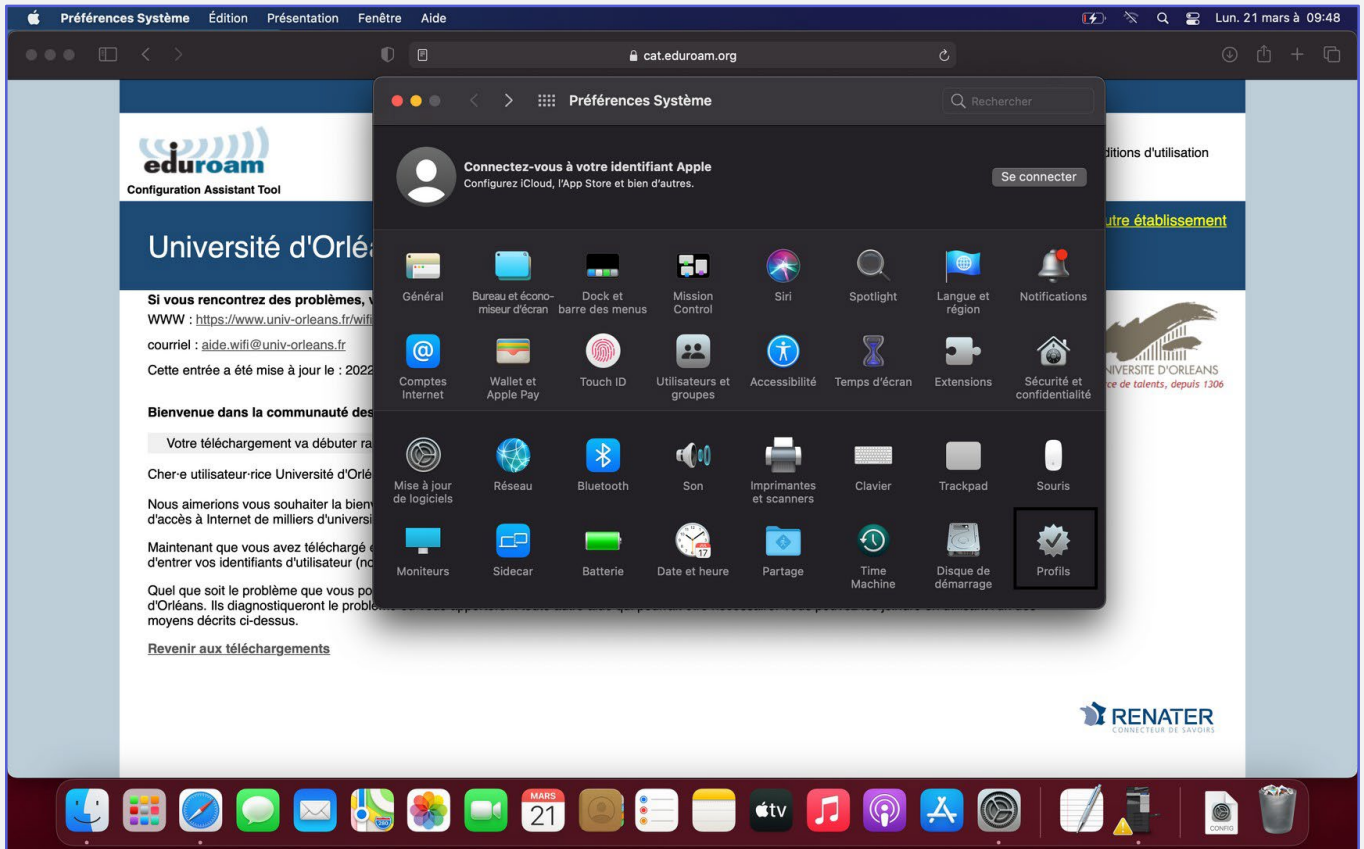 Préférences Système Édition Présentation Fenêtre Aide Lun. 21 mars à 09:48
cat.eduroam.org
Préférences Système Rechercher
Connectez-vous à votre identifiant Apple
Configurez iCloud, l'App Store et bien d'autres.
Se connecter
Général
Bureau et écono-
miseur d'écran
Dock et
barre des menus
Mission
Control
Siri
Spotlight
Langue et
région
Notifications
Comptes
Internet
Wallet et
Apple Pay
Touch ID
Utilisateurs et
groupes
Accessibilité
Temps d'écran
Extensions
Sécurité et
confidentialité
Mise à jour
de logiciels
Réseau
Bluetooth
Son
Imprimantes
et scanners
Clavier
Trackpad
Souris
Moniteurs
Sidecar
Batterie
Date et heure
Partage
Time
Machine
Disque de
démarrage
Profils
eduroam
Configuration Assistant Tool
ditions d'utilisation
utre établissement
Université d'Orléa
Si vous rencontrez des problèmes, v
WWW : https://www.univ-orleans.fr/wifi
courriel : aide.wifi@univ-orleans.fr
Cette entrée a été mise à jour le : 2022
NIVERSITE D'ORLEANS
ce de talents, depuis 1306
Bienvenue dans la communauté des
Votre téléchargement va débuter ra
Cher·e utilisateur·rice Université d'Orlé
Nous aimerions vous souhaiter la bien
d'accès à Internet de milliers d'universi
Maintenant que vous avez téléchargé e
d'entrer vos identifiants d'utilisateur (no
Quel que soit le problème que vous po
d'Orléans. Ils diagnostiqueront le problè
moyens décrits ci-dessus.
Revenir aux téléchargements
RENATER
CONNECTEUR DE SAVOIRS
MARS
21
tv
CONFIG